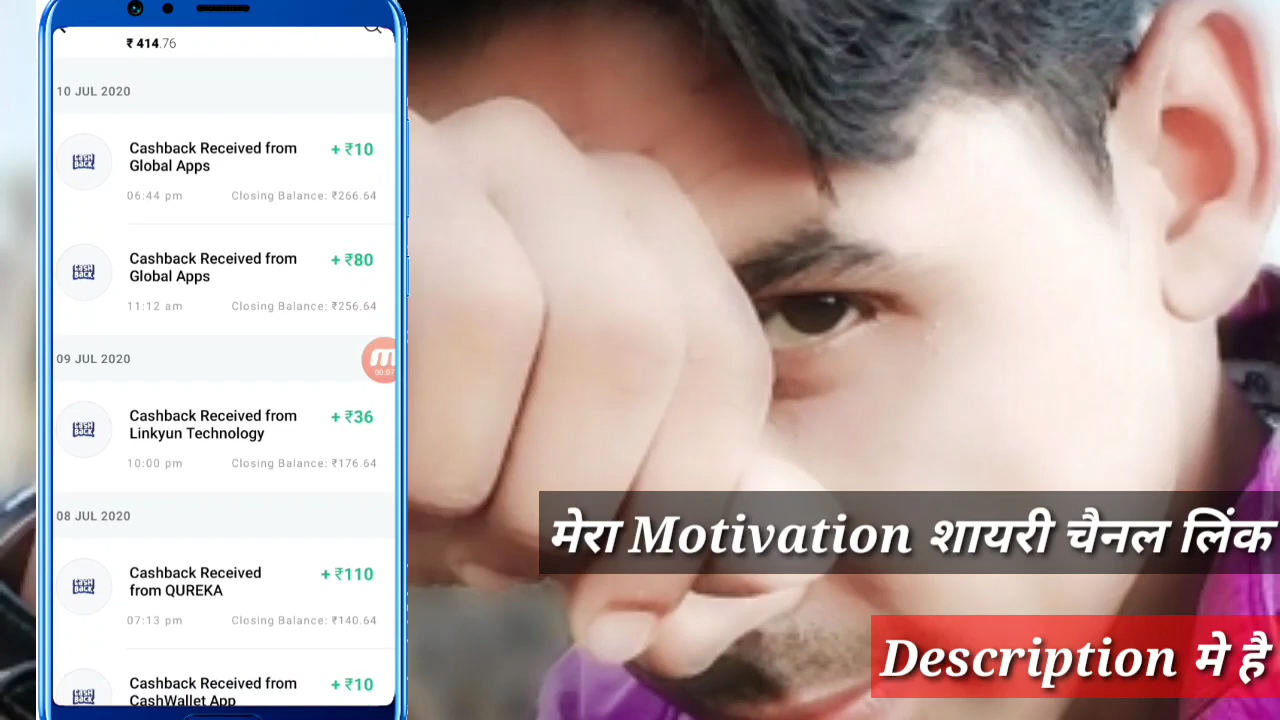 ₹ 414.76
10 JUL 2020
Cashback Received from
Global Apps
+ ₹10
06:44 pm
Closing Balance: ₹266.64
Cashback Received from
Global Apps
+ ₹80
11:12 am
Closing Balance: ₹256.64
09 JUL 2020
00:07
Cashback Received from
Linkyun Technology
+ ₹36
10:00 pm
Closing Balance: ₹176.64
08 JUL 2020
Cashback Received
from QUREKA
+ ₹110
07:13 pm
Closing Balance: ₹140.64
Cashback Received from
CashWallet App
+ ₹10
मेरा Motivation शायरी चैनल लिंक
Description मे है